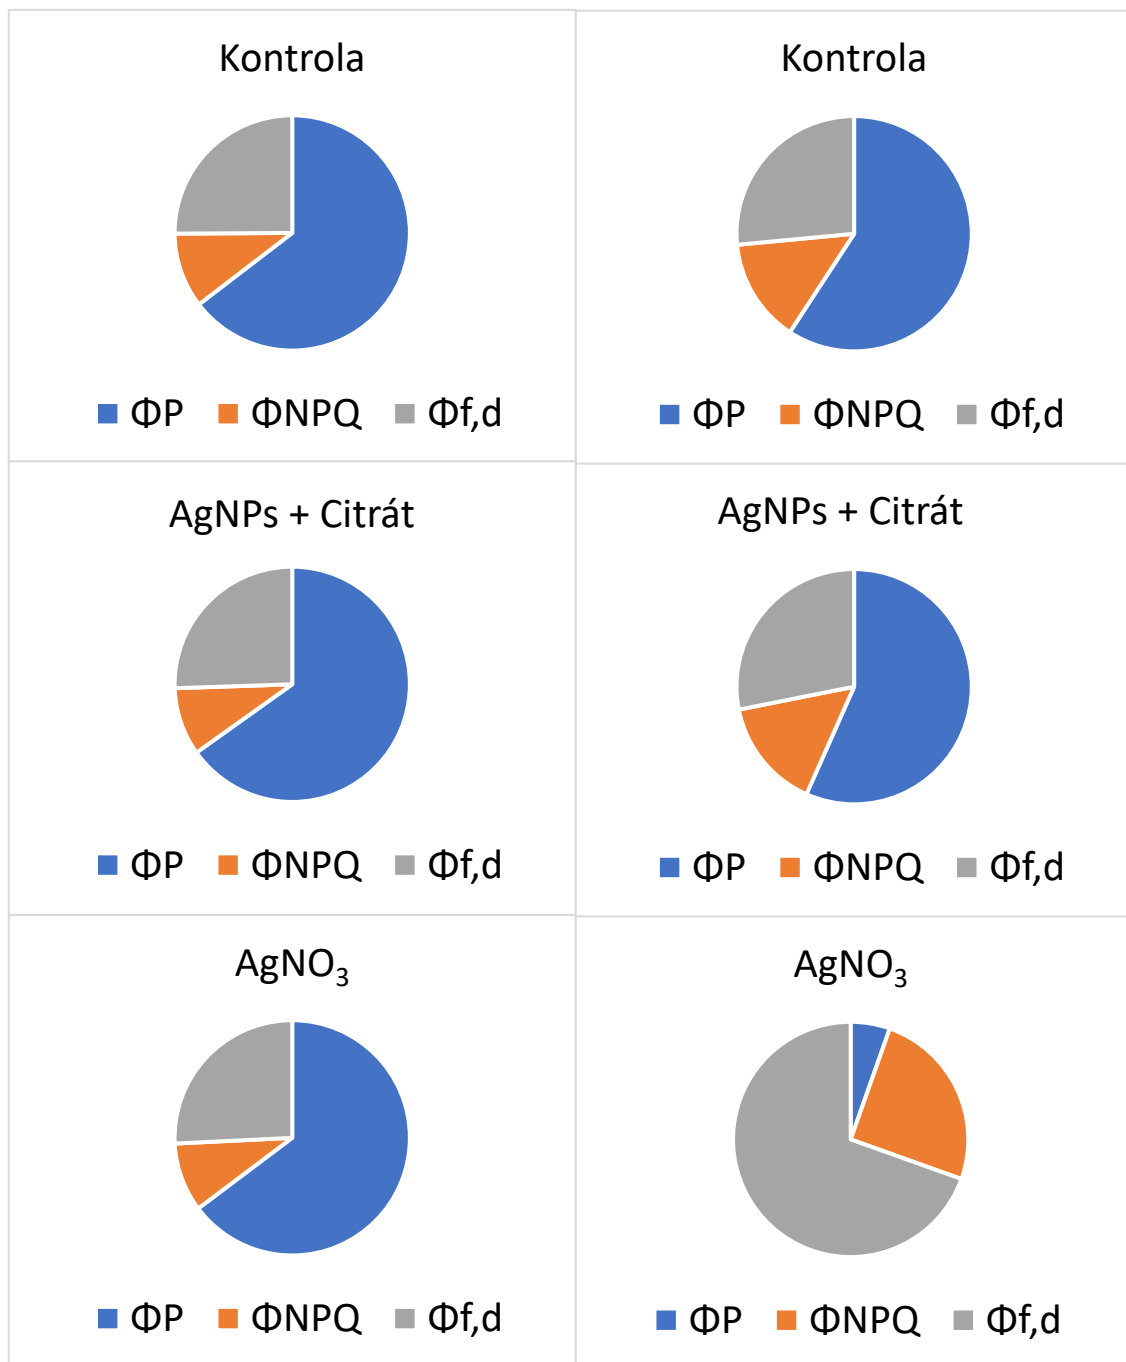 Kontrola
ΦP ΦNPQ Φf,d
Kontrola
ΦP ΦNPQ Φf,d
AgNPs + Citrát
ΦP ΦNPQ Φf,d
AgNPs + Citrát
ΦP ΦNPQ Φf,d
AgNO₃
ΦP ΦNPQ Φf,d
AgNO₃
ΦP ΦNPQ Φf,d